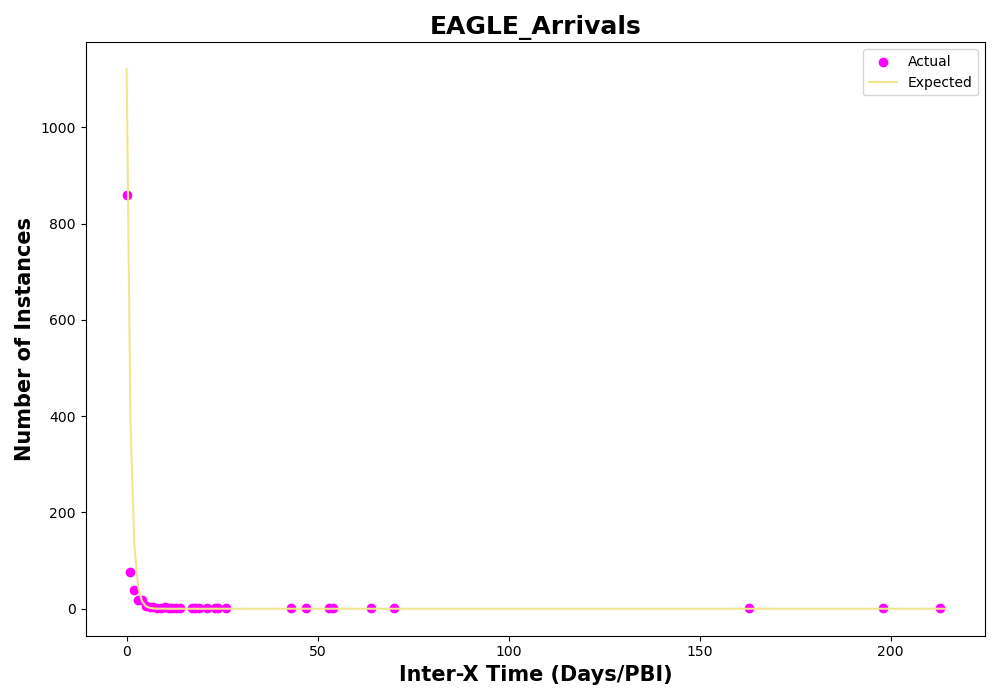 EAGLE_Arrivals
Actual
Expected
1000
800
600
400
200
0
Number of Instances
0 50 100 150 200
Inter-X Time (Days/PBI)